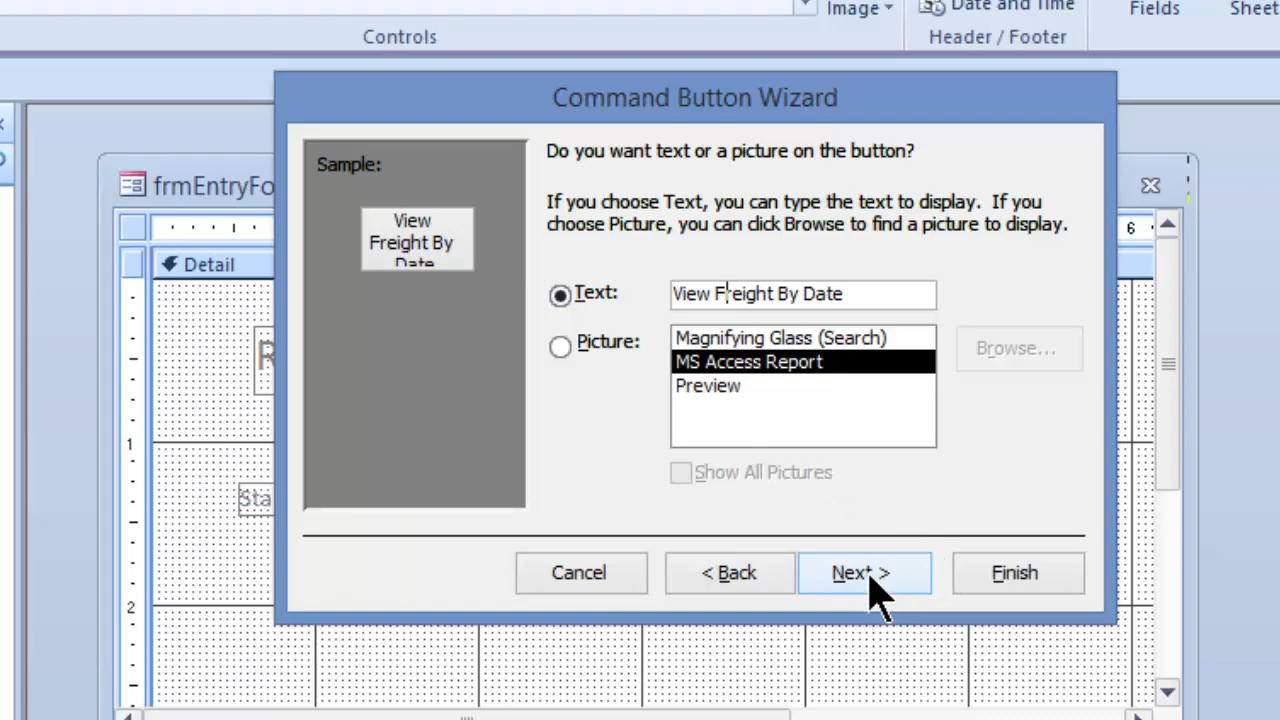 Image
Date and Time
Fields
Sheet
Controls
Header / Footer
Command Button Wizard
Sample:
Do you want text or a picture on the button?
If you choose Text, you can type the text to display. If you
choose Picture, you can click Browse to find a picture to display.
frmEntryFo
View
Freight By
Date
6
Detail
Text:
View Freight By Date
Picture:
Magnifying Glass (Search)
MS Access Report
Preview
Browse...
1
Show All Pictures
Sta
Cancel
< Back
Next >
Finish
2